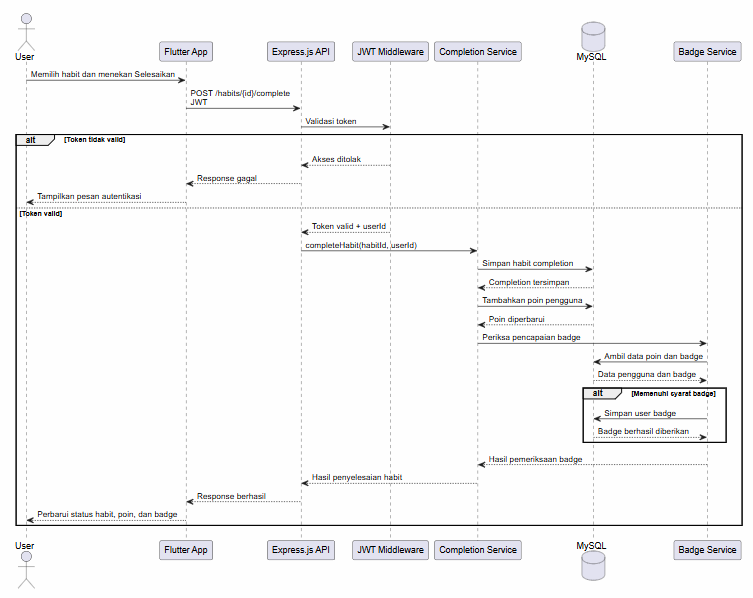 User
Flutter App
Express.js API
JWT Middleware
Completion Service
MySQL
Badge Service
Memilih habit dan menekan Selesaikan
POST /habits/{id}/complete
JWT
Validasi token
alt
[Token tidak valid]
Akses ditolak
Response gagal
Tampilkan pesan autentikasi
[Token valid]
Token valid + userId
completeHabit(habitId, userId)
Simpan habit completion
Completion tersimpan
Tambahkan poin pengguna
Poin diperbarui
Periksa pencapaian badge
Ambil data poin dan badge
Data pengguna dan badge
alt
[Memenuhi syarat badge]
Simpan user badge
Badge berhasil diberikan
Hasil pemeriksaan badge
Hasil penyelesaian habit
Response berhasil
Perbarui status habit, poin, dan badge
User
Flutter App
Express.js API
JWT Middleware
Completion Service
MySQL
Badge Service